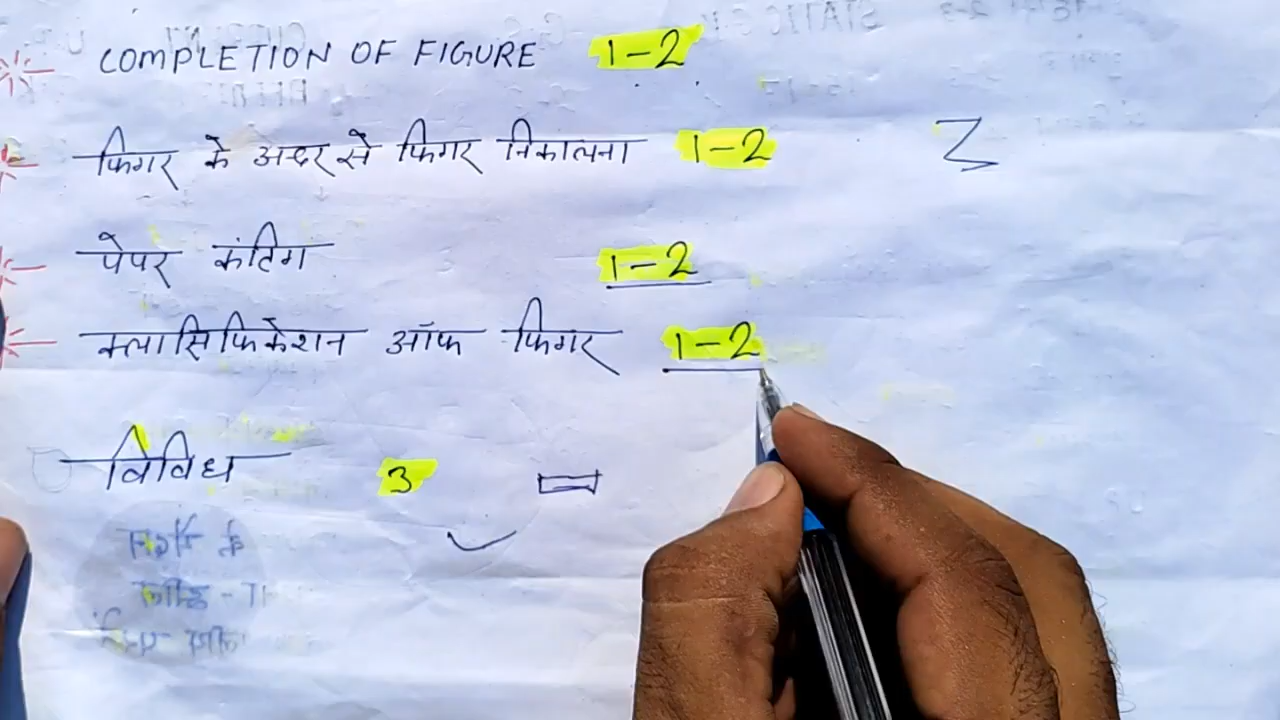 COMPLETION OF FIGURE 1-2
फिगर के अन्दर से फिगर निकालना 1-2
पेपर कंटिग 1-2
क्लासिफिकेशन ऑफ फिगर 1-2
विविध 3